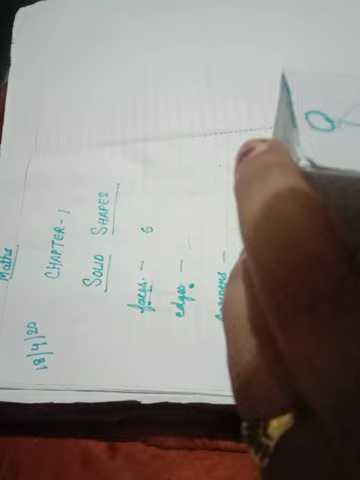 Maths
18/4/20
CHAPTER-1
SOLID SHAPES
faces. - 6
edges -